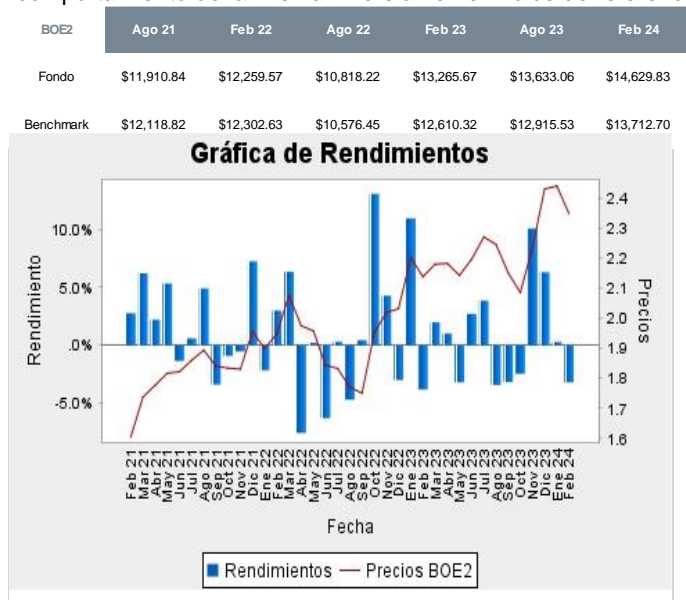 BOE2 Ago 21 Feb 22 Ago 22 Feb 23 Ago 23 Feb 24
Fondo $11,910.84 $12,259.57 $10,818.22 $13,265.67 $13,633.06 $14,629.83
Benchmark $12,118.82 $12,302.63 $10,576.45 $12,610.32 $12,915.53 $13,712.70
Gráfica de Rendimientos
10.0%
5.0%
.0%
-5.0%
Rendimiento
2.4
2.3
2.2
2.1
2.0
1.9
1.8
1.7
1.6
Precios
Feb 21
Mar 21
Abr 21
May 21
Jun 21
Jul 21
Ago 21
Sep 21
Oct 21
Nov 21
Dic 21
Ene 22
Feb 22
Mar 22
Abr 22
May 22
Jun 22
Jul 22
Ago 22
Sep 22
Oct 22
Nov 22
Dic 22
Ene 23
Feb 23
Mar 23
Abr 23
May 23
Jun 23
Jul 23
Ago 23
Sep 23
Oct 23
Nov 23
Dic 23
Ene 24
Feb 24
Fecha
Rendimientos Precios BOE2